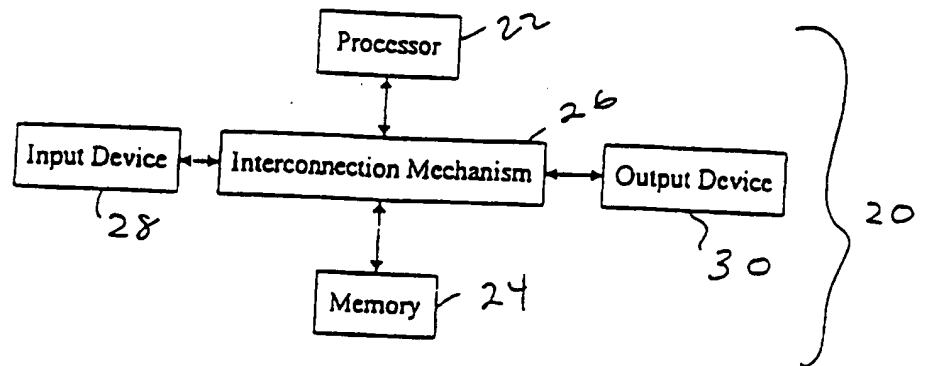 Processor 22
26
Input Device Interconnection Mechanism Output Device
28 30 20
Memory 24